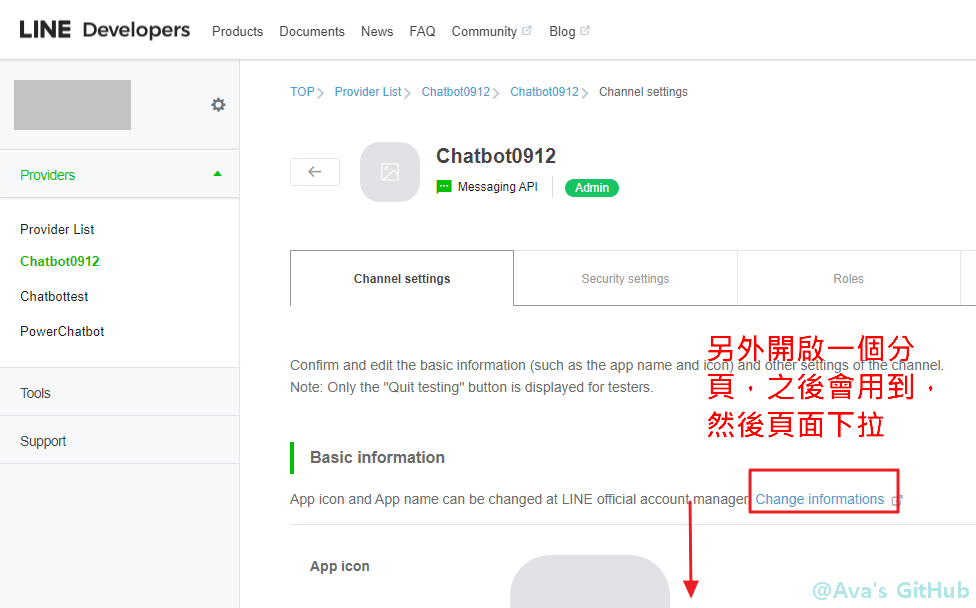 LINE Developers Products Documents News FAQ Community Blog
TOP Provider List Chatbot0912 Chatbot0912 Channel settings
Chatbot0912
Messaging API Admin
Providers
Provider List
Chatbot0912
Chatbottest
PowerChatbot
Tools
Support
Channel settings Security settings Roles
Confirm and edit the basic information (such as the app name and icon) and other settings of the channel.
Note: Only the "Quit testing" button is displayed for testers.
另外開啟一個分
頁，之後會用到，
然後頁面下拉
Basic information
App icon and App name can be changed at LINE official account manager Change informations
App icon
@Ava's GitHub